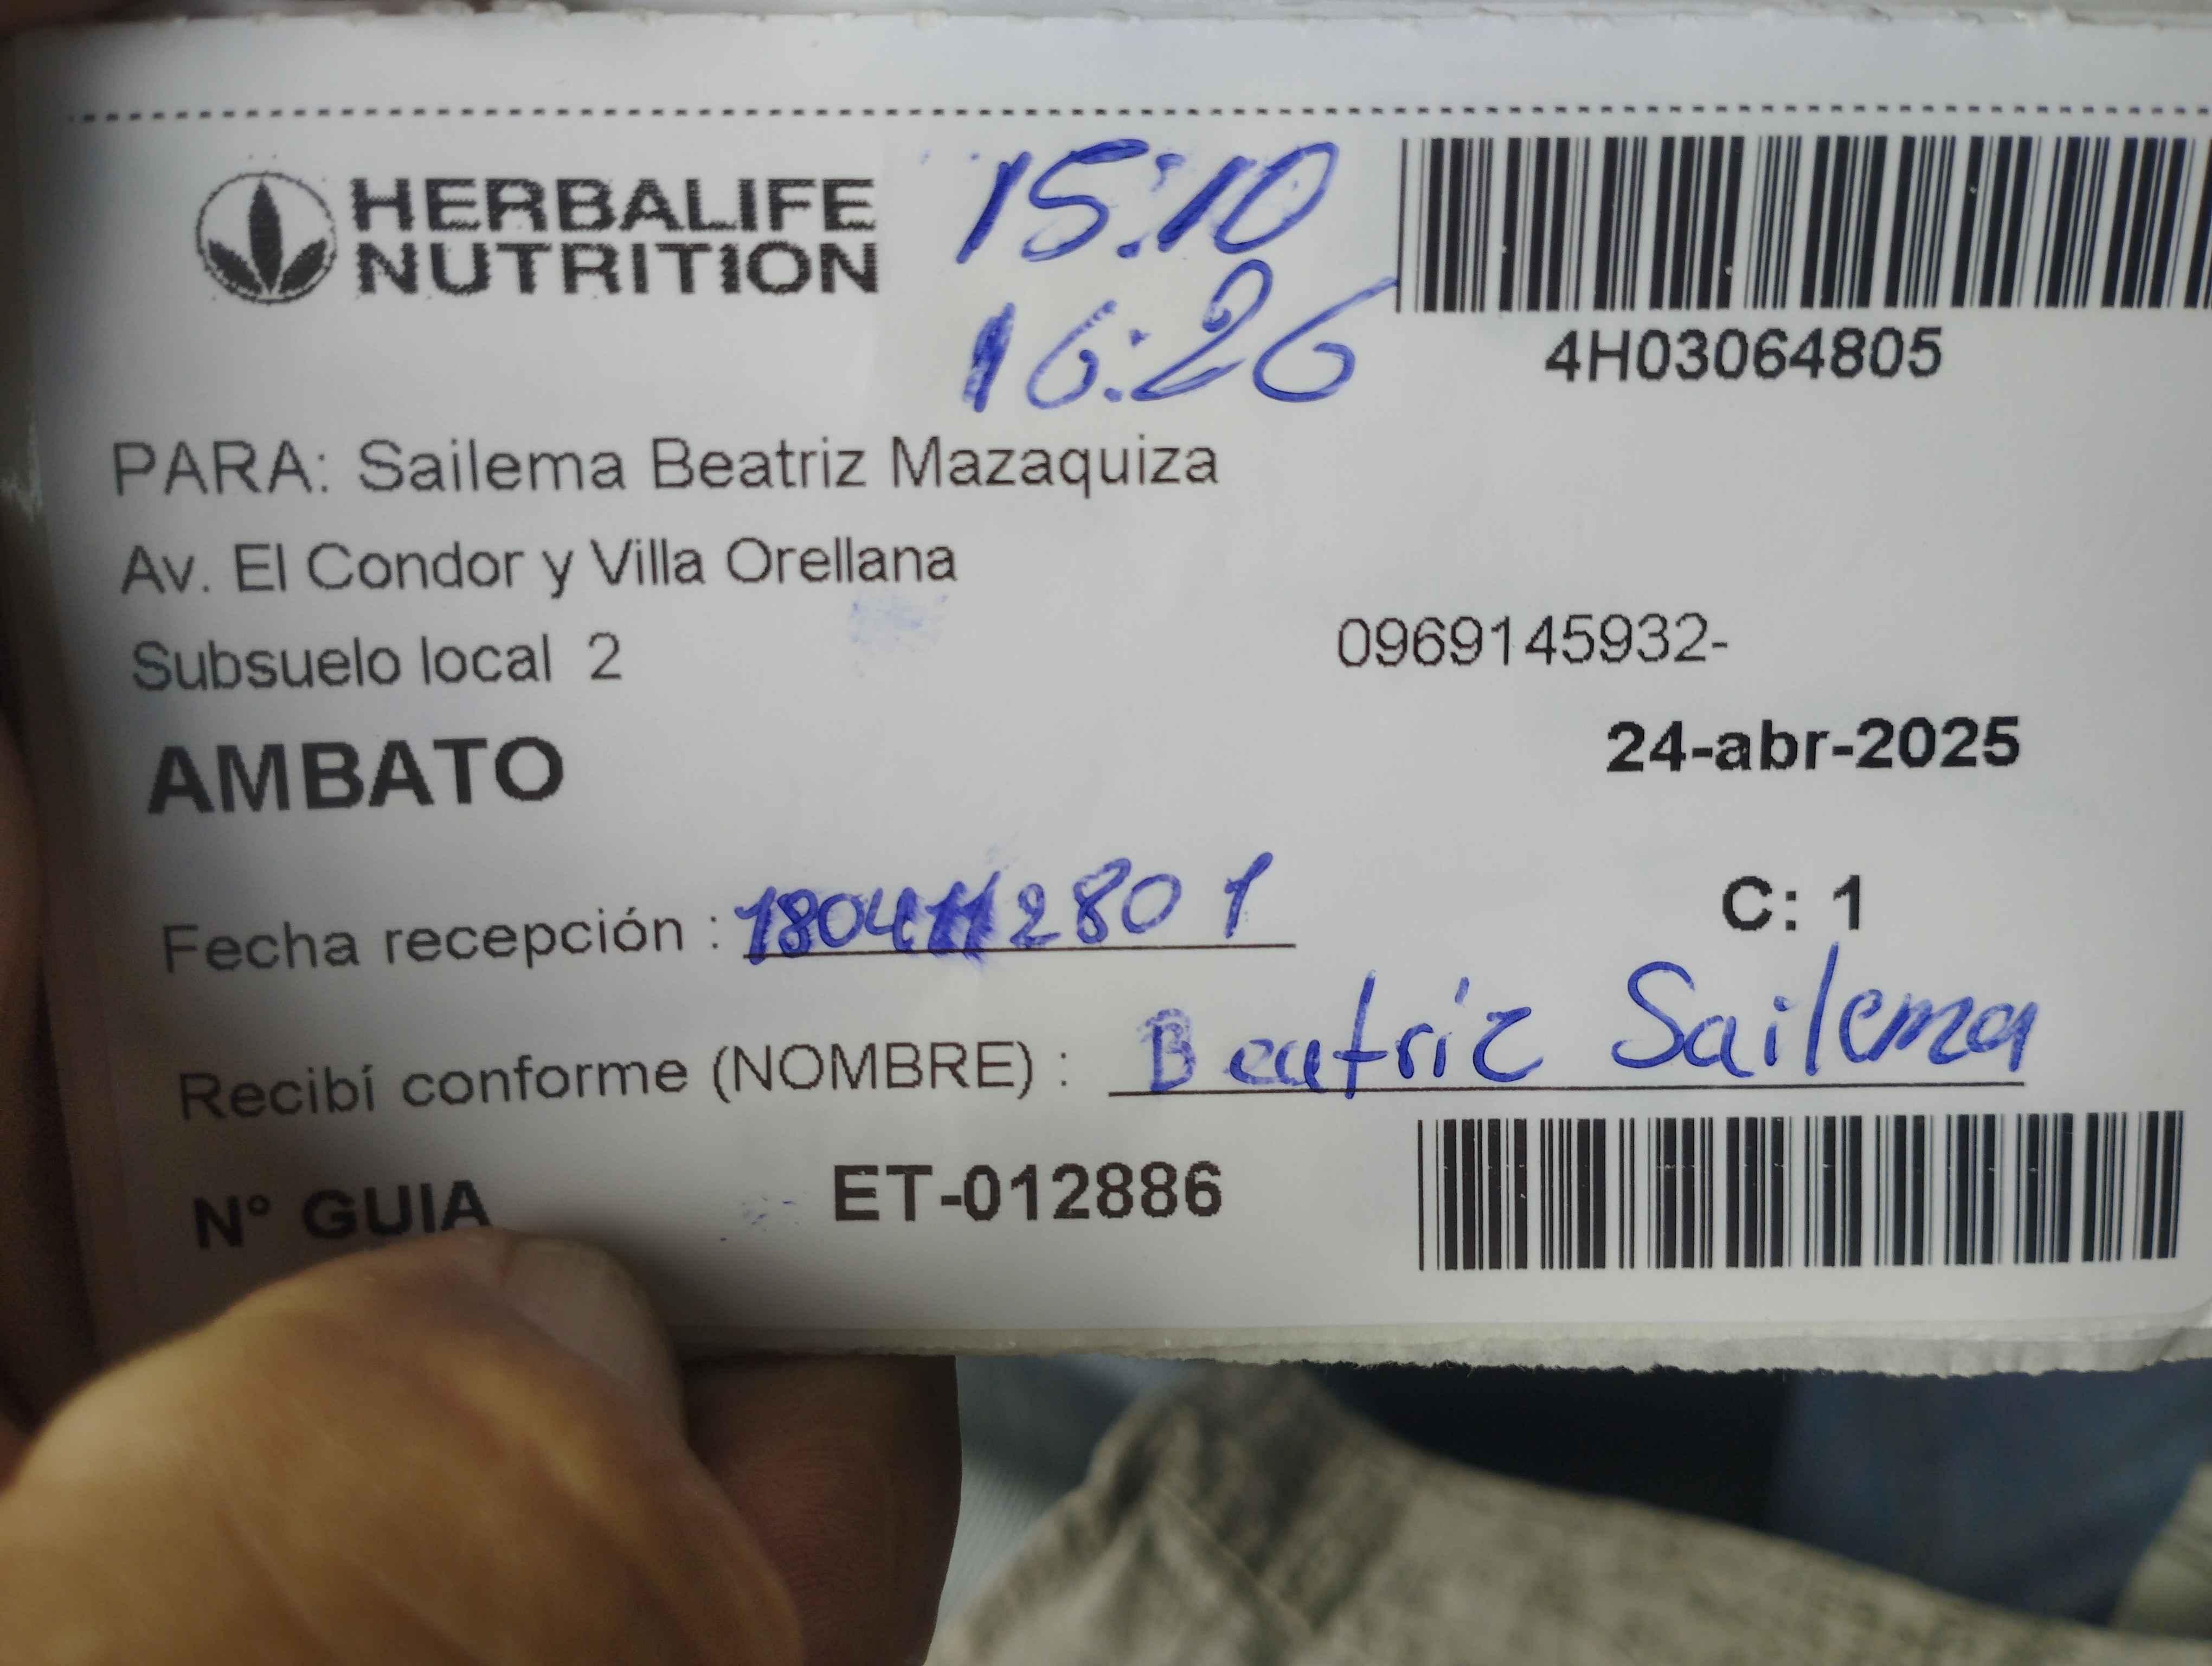 HERBALIFE
NUTRITION
15:10
16:26
4H03064805
PARA: Sailema Beatriz Mazaquiza
Av. El Condor y Villa Orellana
Subsuelo local 2
0969145932-
AMBATO
24-abr-2025
Fecha recepción :
C: 1
Recibí conforme (NOMBRE) : Beatriz Sailema
N° GUIA ET-012886